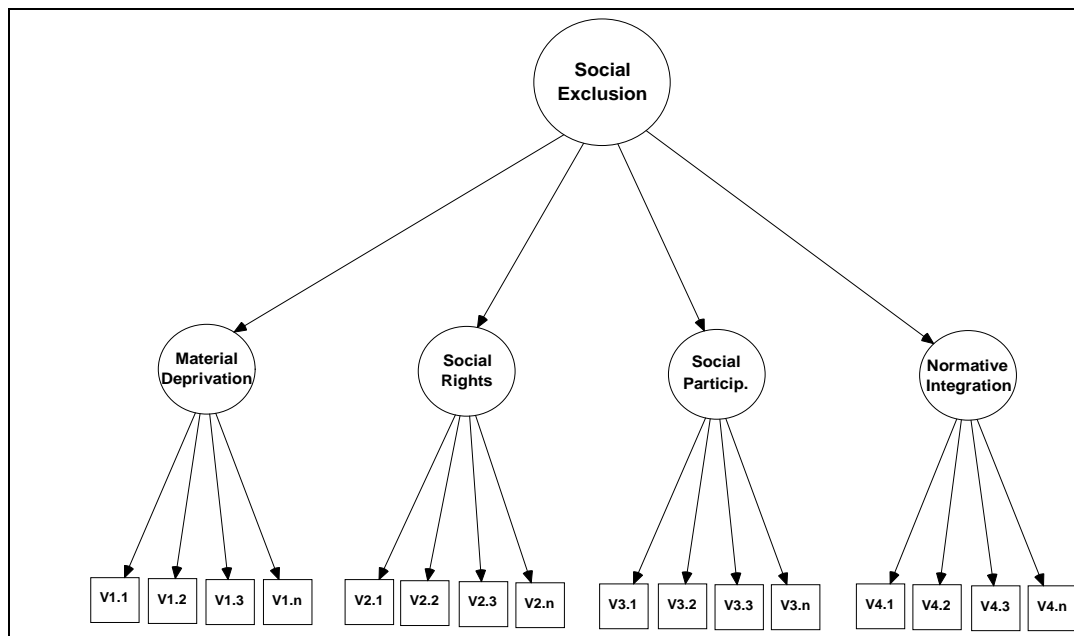 Social
Exclusion
Material
Deprivation
Social
Rights
Social
Particip.
Normative
Integration
V1.1
V1.2
V1.3
V1.n
V2.1
V2.2
V2.3
V2.n
V3.1
V3.2
V3.3
V3.n
V4.1
V4.2
V4.3
V4.n